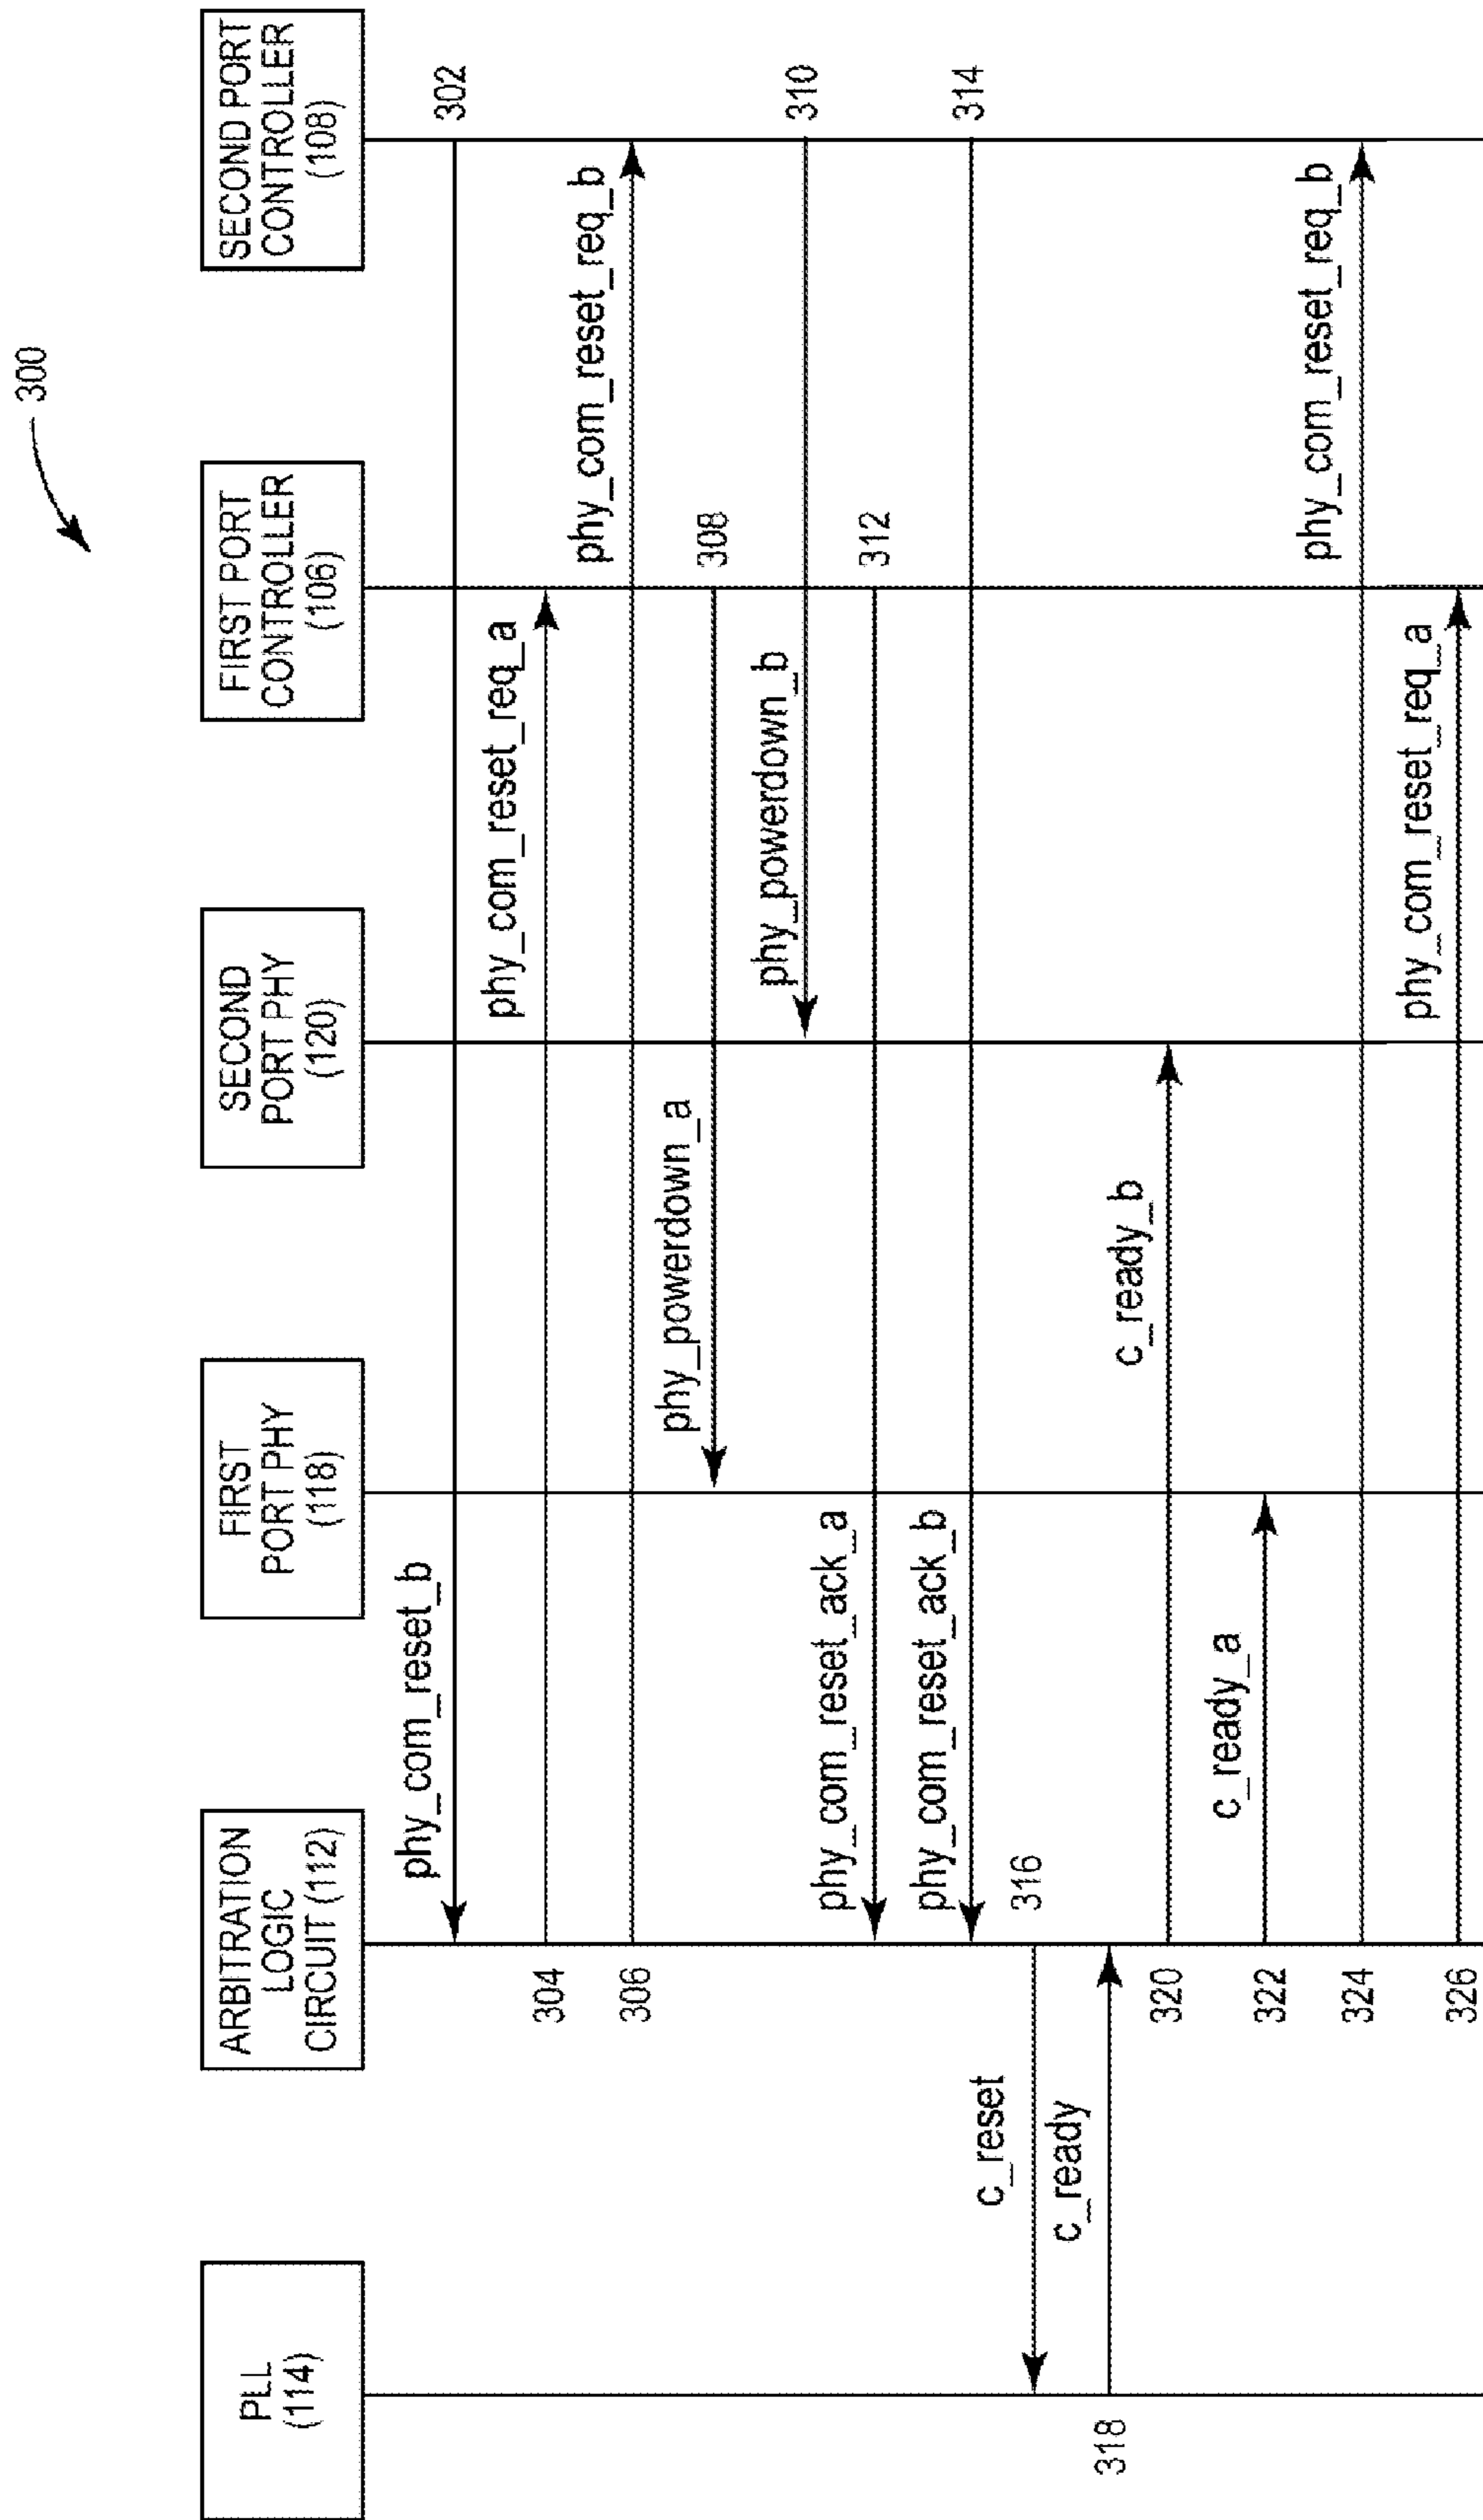 300
PLL
(114)
ARBITRATION
LOGIC
CIRCUIT (112)
FIRST
PORT PHY
(118)
SECOND
PORT PHY
(120)
FIRST PORT
CONTROLLER
(106)
SECOND PORT
CONTROLLER
(108)
phy_com_reset_b
302
304
phy_com_reset_req_a
306
phy_com_reset_req_b
phy_powerdown_a
308
phy_powerdown_b
310
phy_com_reset_ack_a
312
phy_com_reset_ack_b
314
c_reset
316
318
c_ready
320
c_ready_b
322
c_ready_a
324
phy_com_reset_req_b
326
phy_com_reset_req_a